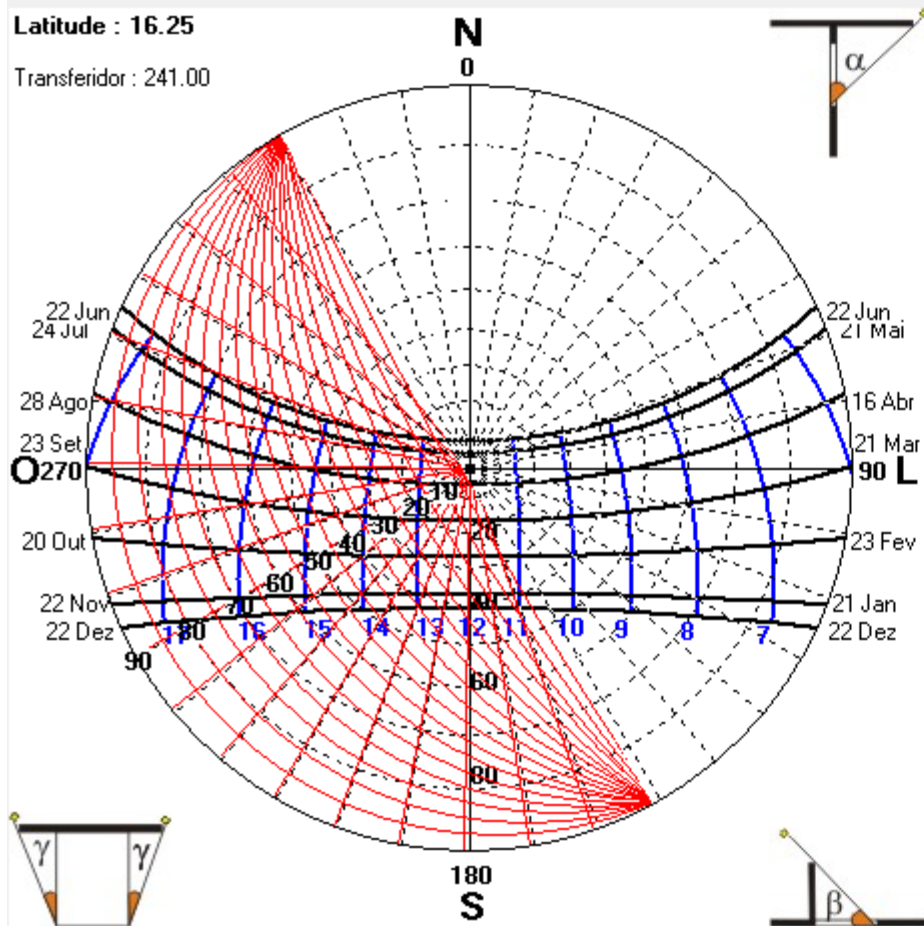 Latitude : 16.25
Transferidor : 241.00
N
0
α
22 Jun
24 Jul
28 Ago
23 Set
O 270
20 Out
22 Nov
22 Dez
22 Jun
21 Mai
16 Abr
21 Mar
90 L
23 Fev
21 Jan
22 Dez
10
20
30
40
50
60
70
80
90
20
60
80
17
16
15
14
13
12
11
10
9
8
7
180
S
γ
γ
β